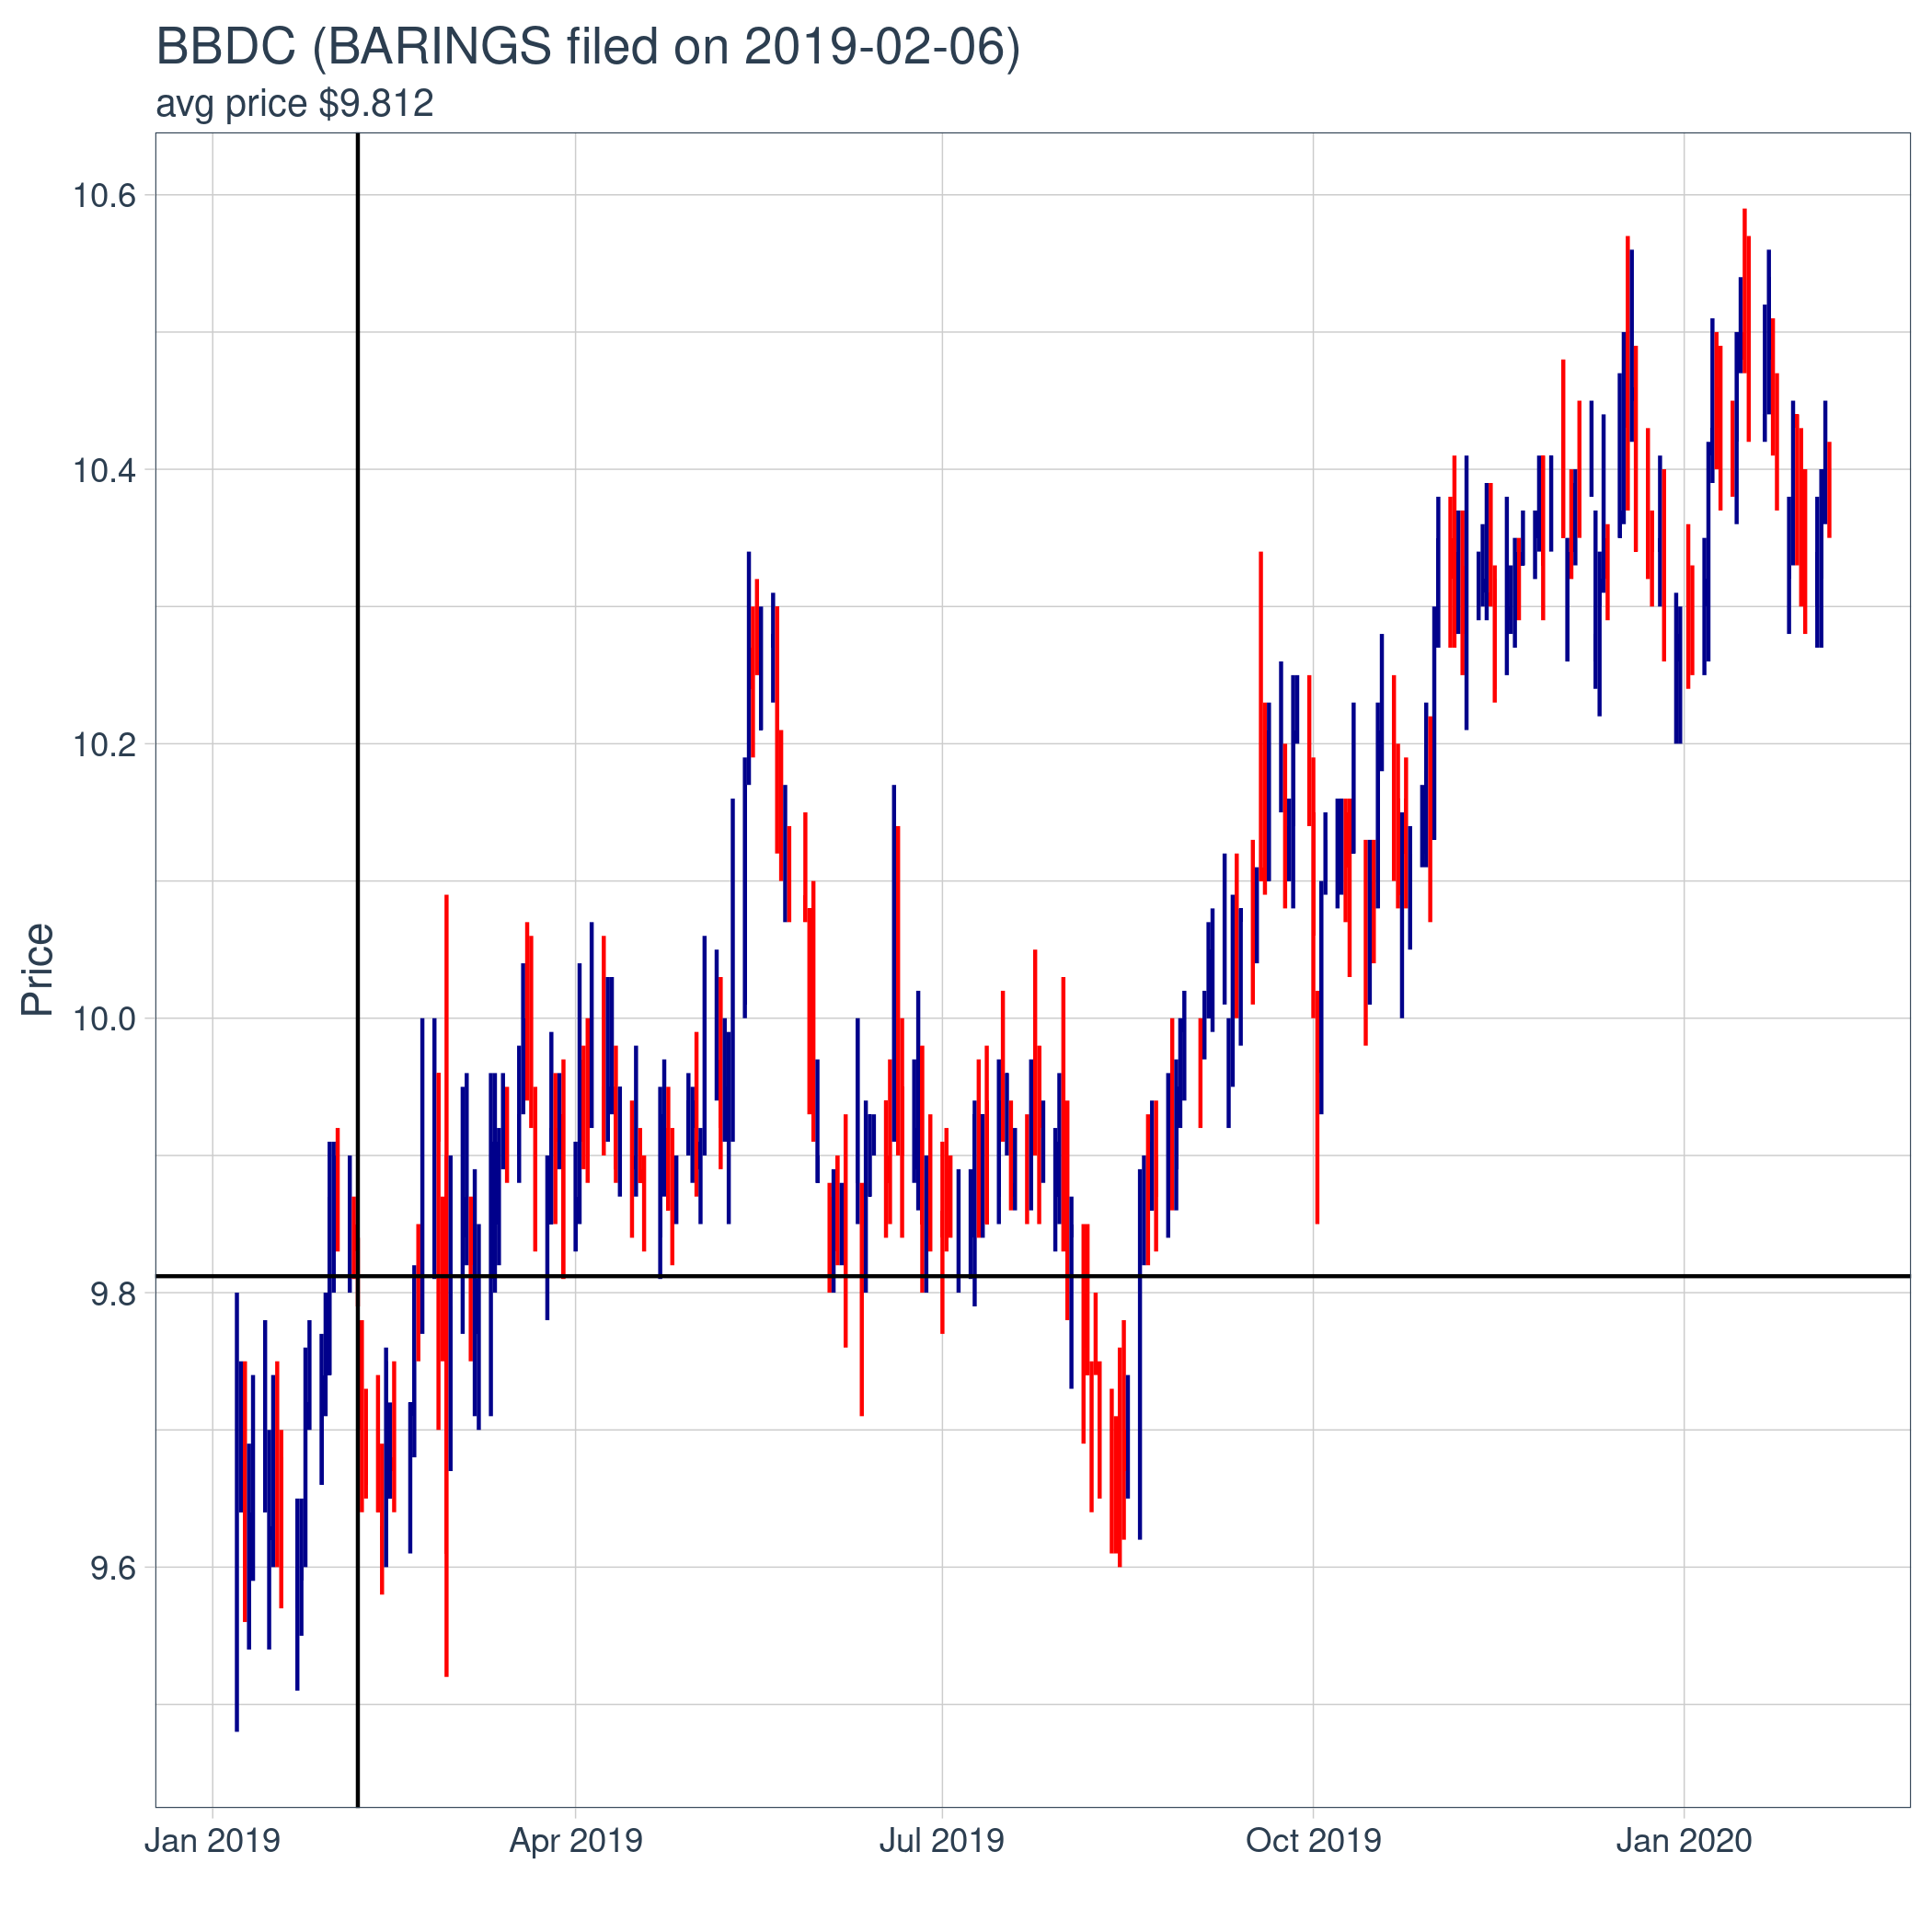 BBDC (BARINGS filed on 2019-02-06)
avg price $9.812
10.6
10.4
10.2
10.0
9.8
9.6
Price
Jan 2019
Apr 2019
Jul 2019
Oct 2019
Jan 2020